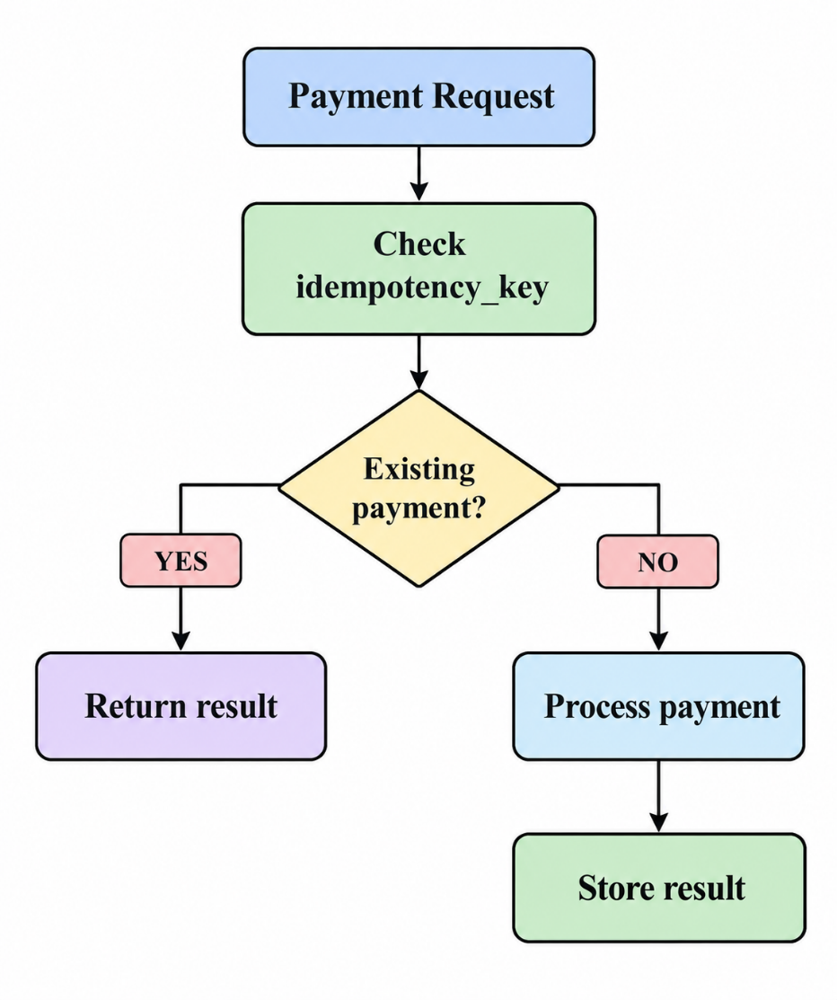 Payment Request
Check
idempotency_key
Existing
payment?
YES
NO
Return result
Process payment
Store result